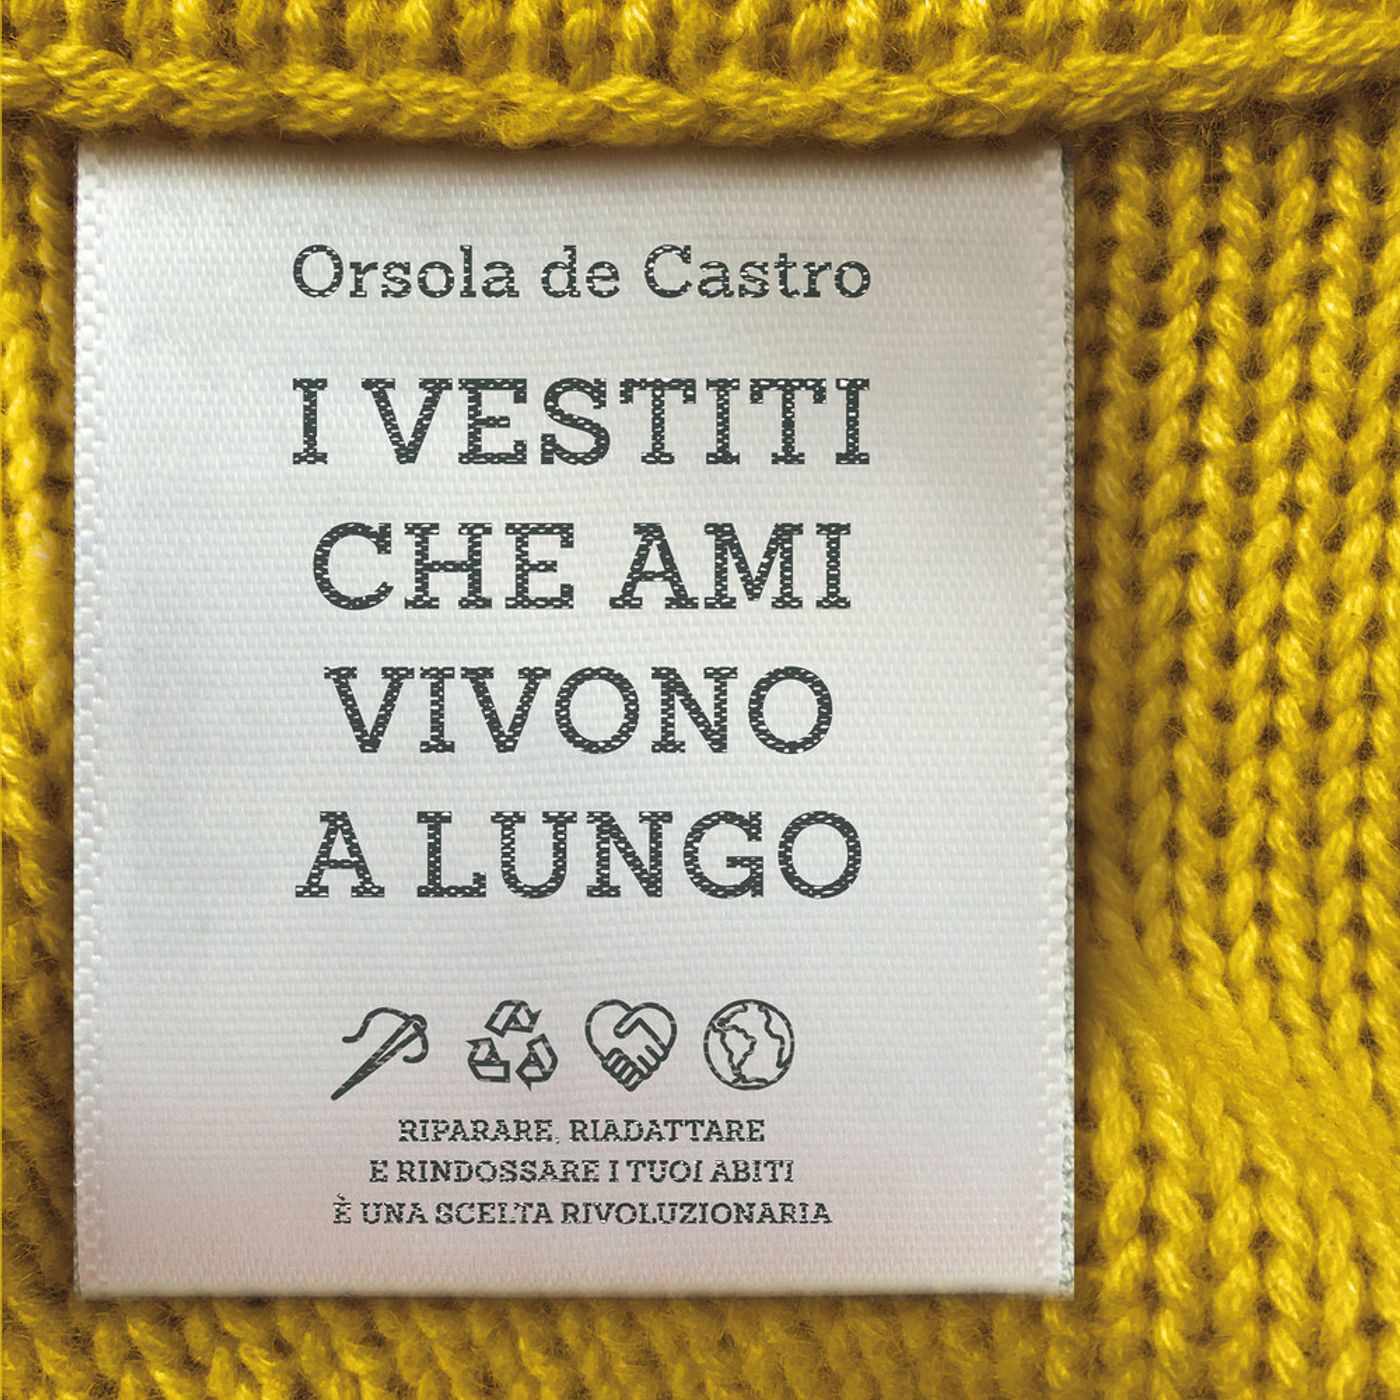 Orsola de Castro
I VESTITI
CHE AMI
VIVONO
A LUNGO
RIPARARE, RIADATTARE
E RINDOSSARE I TUOI ABITI
È UNA SCELTA RIVOLUZIONARIA